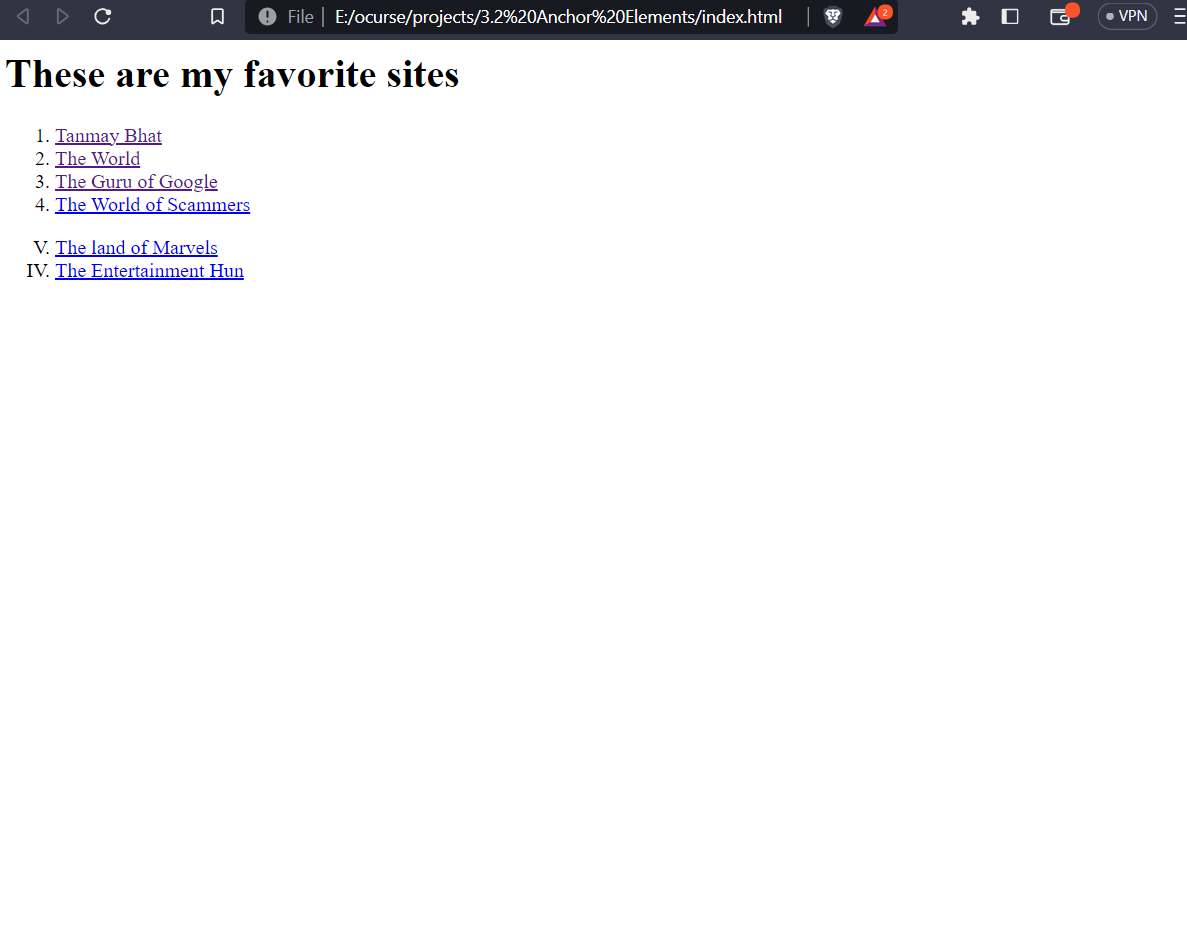 File | E:/ocurse/projects/3.2%20Anchor%20Elements/index.html 2 VPN
These are my favorite sites
1. Tanmay Bhat
2. The World
3. The Guru of Google
4. The World of Scammers
V. The land of Marvels
IV. The Entertainment Hun